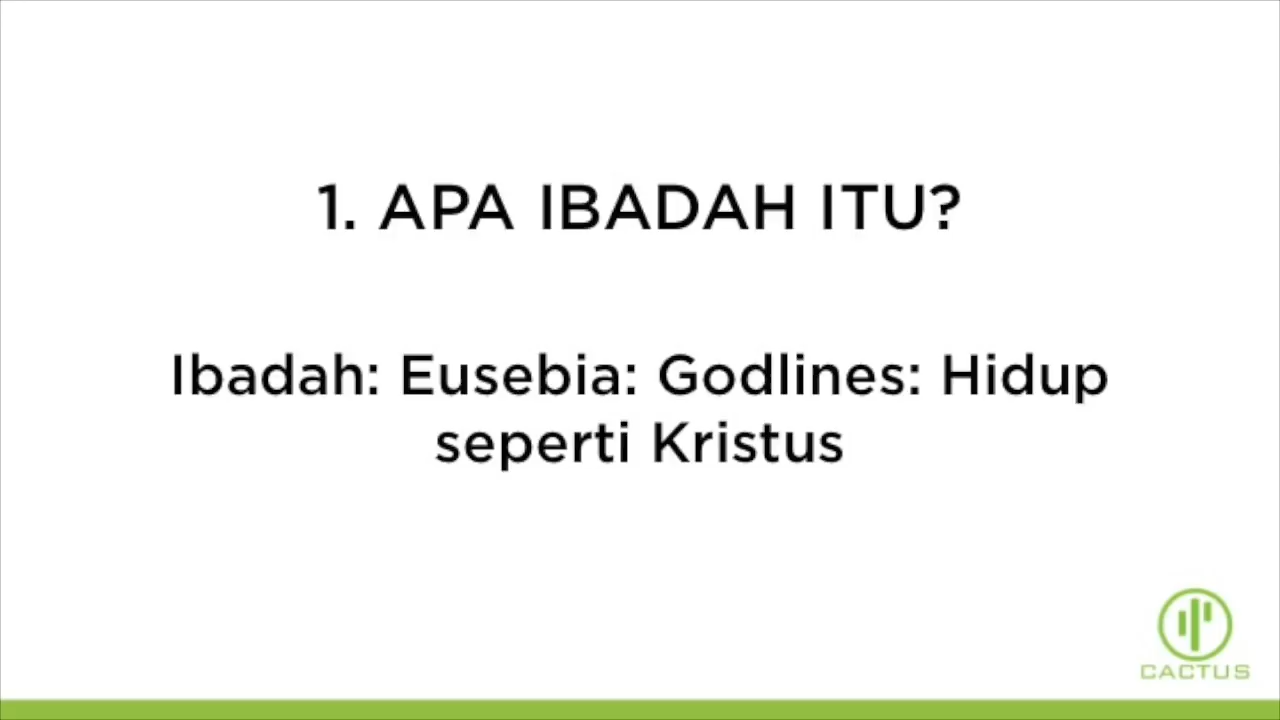 1. APA IBADAH ITU?
Ibadah: Eusebia: Godlines: Hidup
seperti Kristus
CACTUS